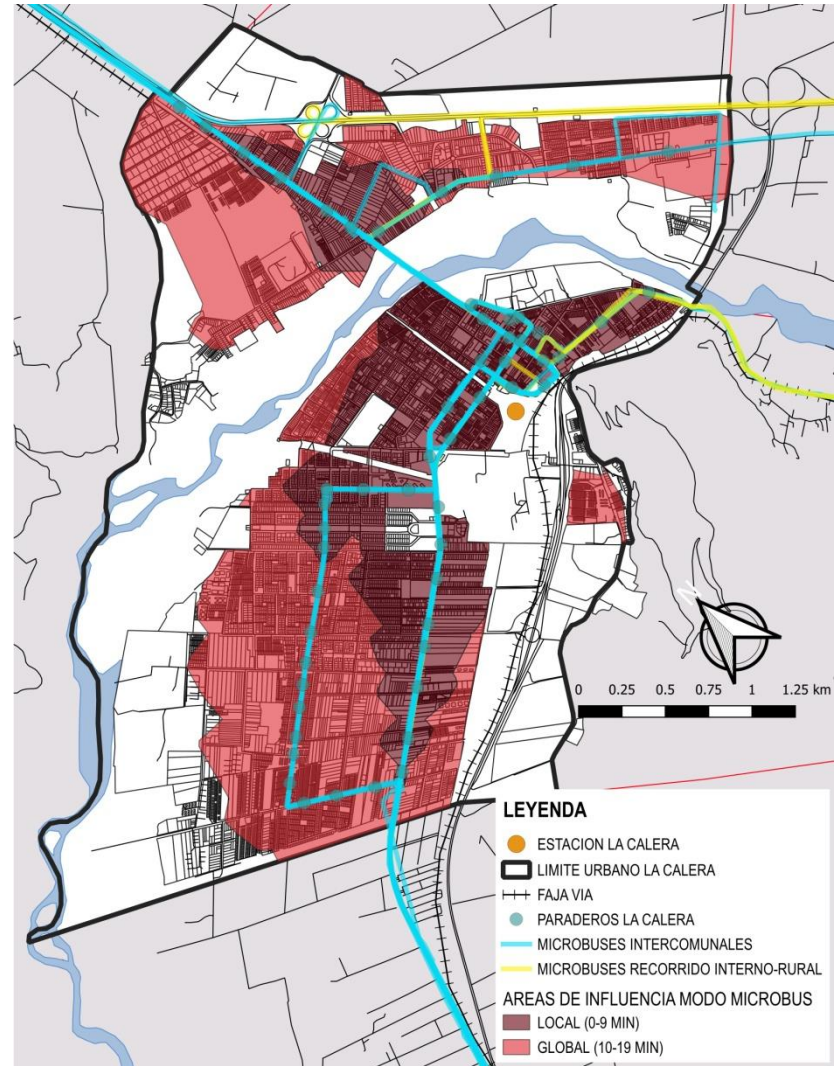 N
0 0.25 0.5 0.75 1 1.25 km
LEYENDA
ESTACION LA CALERA
LIMITE URBANO LA CALERA
FAJA VIA
PARADEROS LA CALERA
MICROBUSES INTERCOMUNALES
MICROBUSES RECORRIDO INTERNO-RURAL
AREAS DE INFLUENCIA MODO MICROBUS
LOCAL (0-9 MIN)
GLOBAL (10-19 MIN)